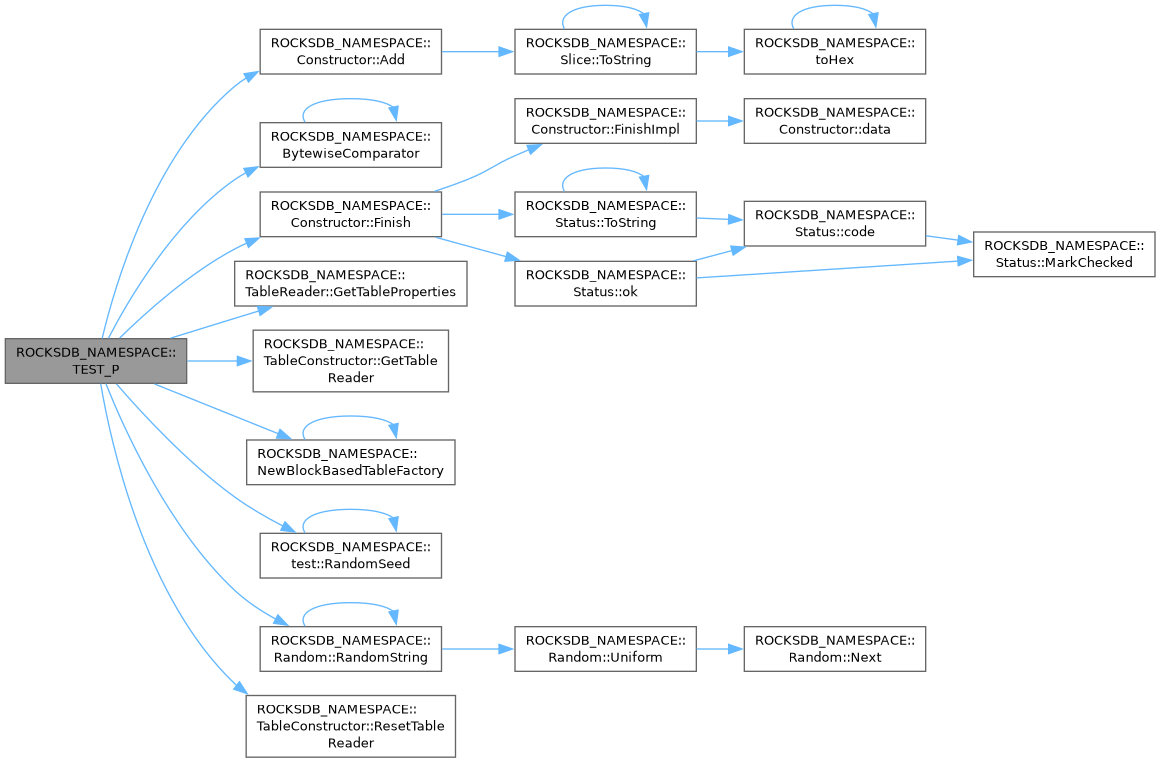 ROCKSDB_NAMESPACE::
TEST_P
ROCKSDB_NAMESPACE::
Constructor::Add
ROCKSDB_NAMESPACE::
Slice::ToString
ROCKSDB_NAMESPACE::
toHex
ROCKSDB_NAMESPACE::
BytewiseComparator
ROCKSDB_NAMESPACE::
Constructor::Finish
ROCKSDB_NAMESPACE::
Constructor::FinishImpl
ROCKSDB_NAMESPACE::
Constructor::data
ROCKSDB_NAMESPACE::
Status::ToString
ROCKSDB_NAMESPACE::
Status::code
ROCKSDB_NAMESPACE::
Status::MarkChecked
ROCKSDB_NAMESPACE::
Status::ok
ROCKSDB_NAMESPACE::
TableReader::GetTableProperties
ROCKSDB_NAMESPACE::
TableConstructor::GetTable
Reader
ROCKSDB_NAMESPACE::
NewBlockBasedTableFactory
ROCKSDB_NAMESPACE::
test::RandomSeed
ROCKSDB_NAMESPACE::
Random::RandomString
ROCKSDB_NAMESPACE::
Random::Uniform
ROCKSDB_NAMESPACE::
Random::Next
ROCKSDB_NAMESPACE::
TableConstructor::ResetTable
Reader